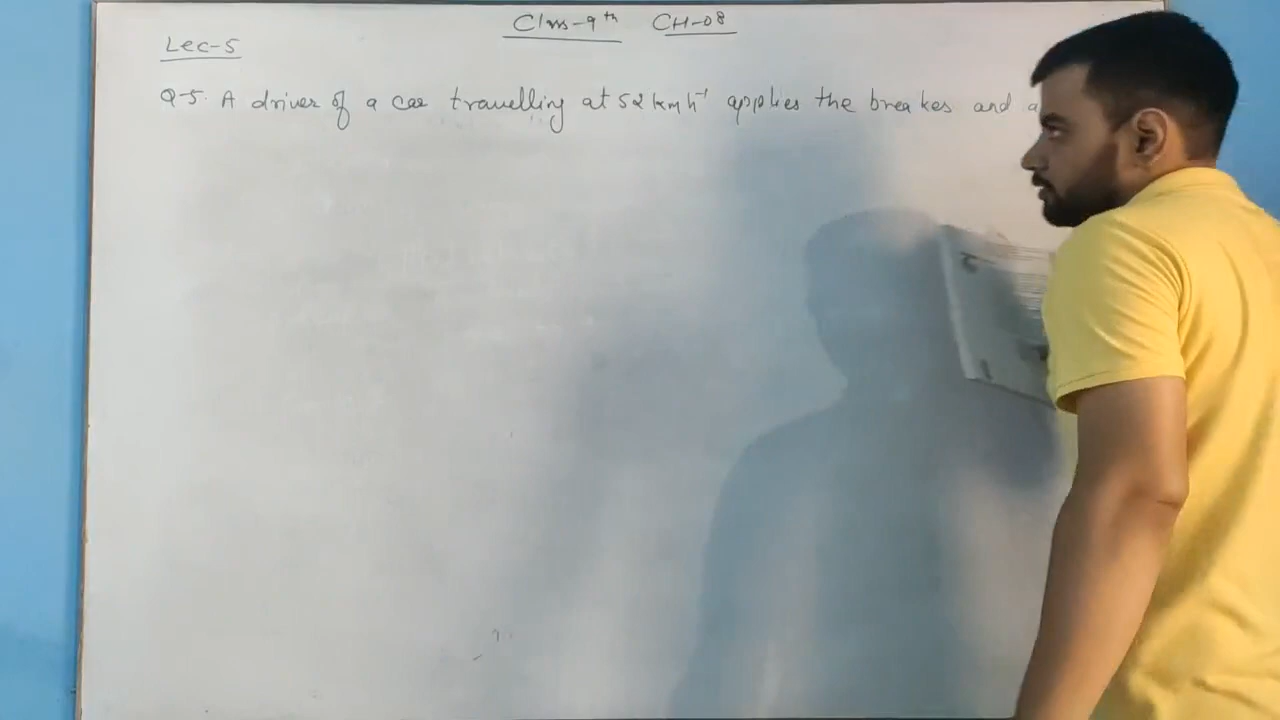 Class-9th CH-08
Lec-5
Q-5. A driver of a car travelling at 52 km h⁻¹ applies the breakes and a